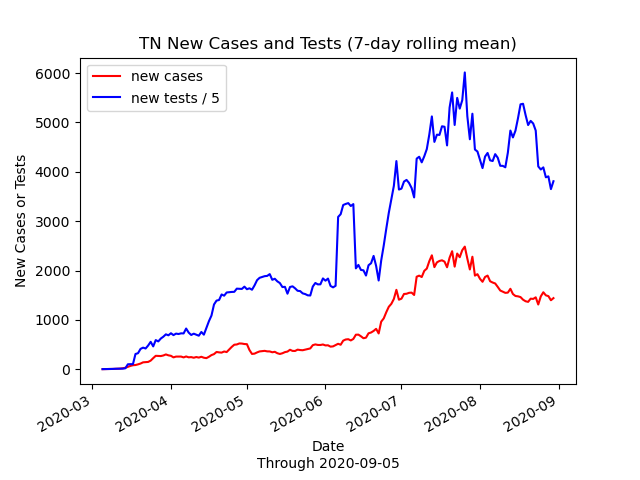 TN New Cases and Tests (7-day rolling mean)
new cases
new tests / 5
6000
5000
4000
3000
2000
1000
0
New Cases or Tests
2020-03
2020-04
2020-05
2020-06
2020-07
2020-08
2020-09
Date
Through 2020-09-05